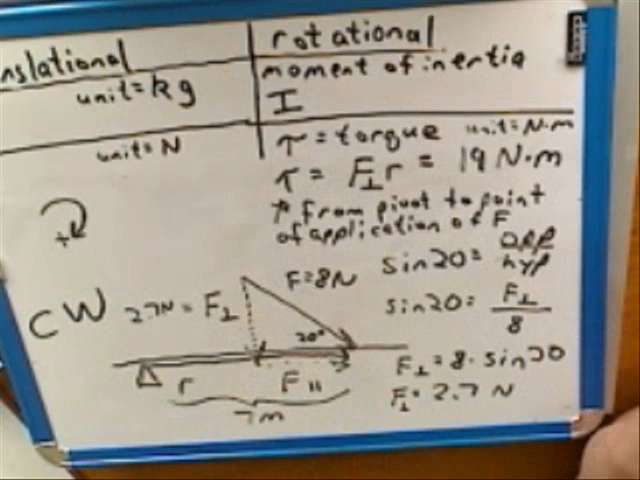 nslational
rotational
unit=kg
moment of inertia
I
unit=N
τ=torque unit=N·m
τ = F⊥r = 19 N·m
from pivot to point
of application of F
+
CW
2.7N = F⊥
F=8N
20°
r
F॥
7m
sin20= opp/hyp
sin20= F⊥/8
F⊥=8·sin20
F⊥=2.7 N